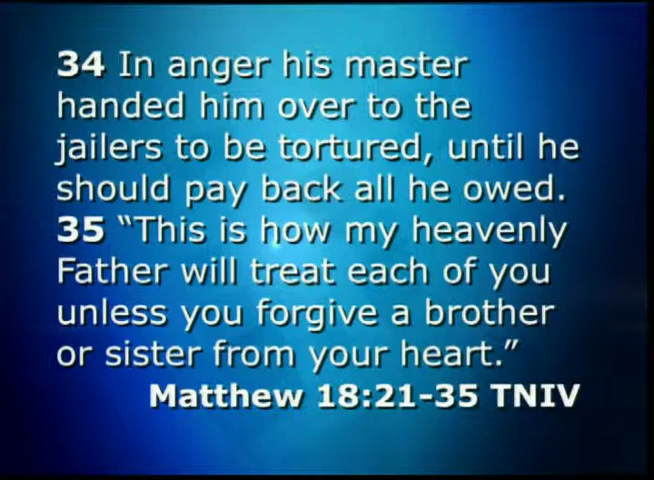 34 In anger his master
handed him over to the
jailers to be tortured, until he
should pay back all he owed.
35 “This is how my heavenly
Father will treat each of you
unless you forgive a brother
or sister from your heart.”
Matthew 18:21-35 TNIV